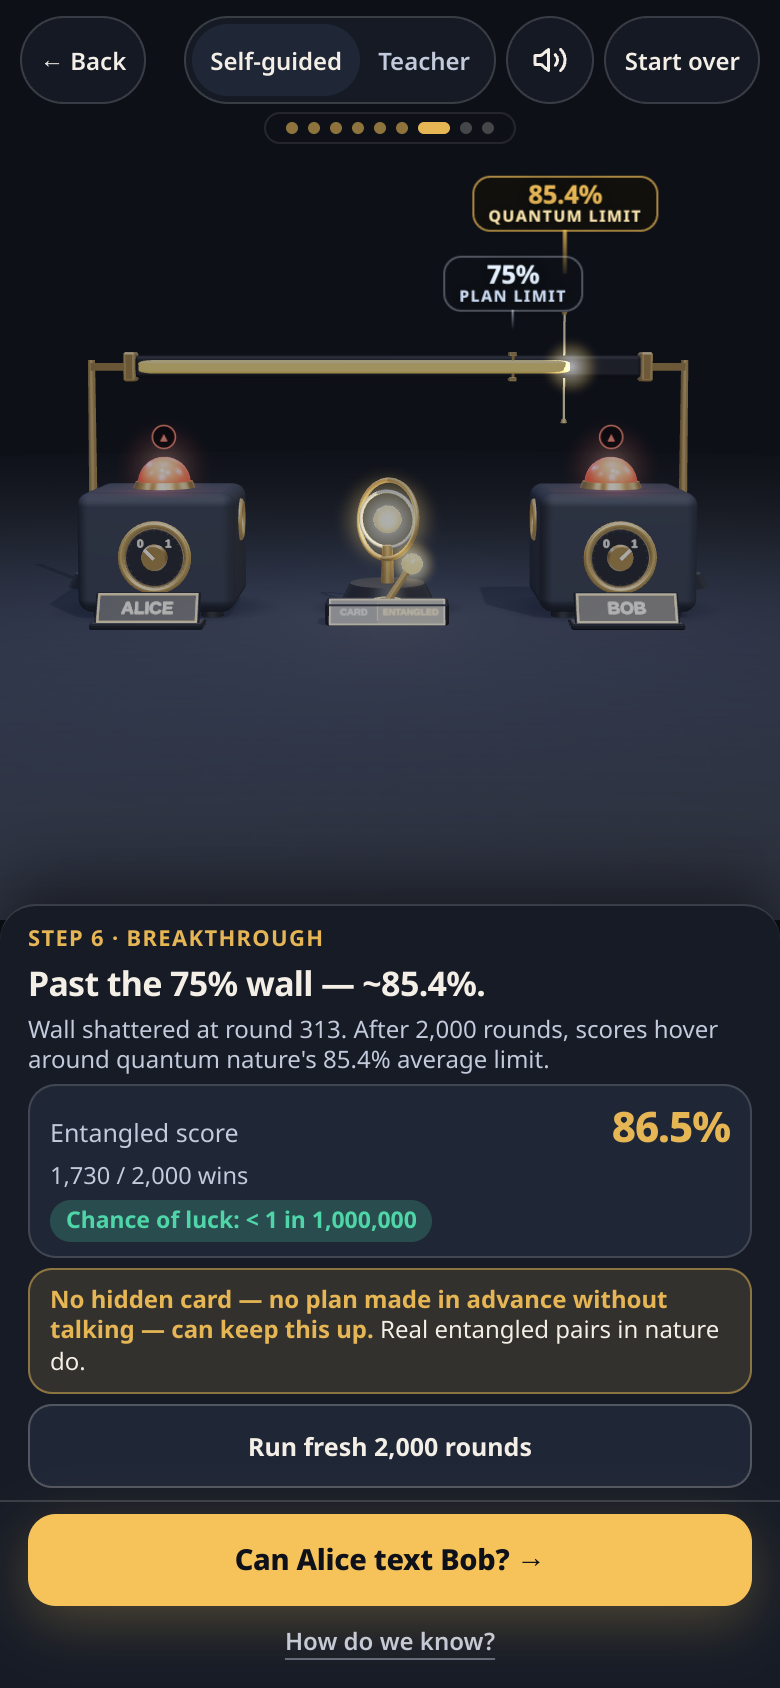 ← Back
Self-guided
Teacher
Start over
85.4%
QUANTUM LIMIT
75%
PLAN LIMIT
0 1
0 1
ALICE
CARD
ENTANGLED
BOB
STEP 6 · BREAKTHROUGH
Past the 75% wall — ~85.4%.
Wall shattered at round 313. After 2,000 rounds, scores hover
around quantum nature's 85.4% average limit.
Entangled score
86.5%
1,730 / 2,000 wins
Chance of luck: < 1 in 1,000,000
No hidden card — no plan made in advance without
talking — can keep this up. Real entangled pairs in nature
do.
Run fresh 2,000 rounds
Can Alice text Bob? →
How do we know?